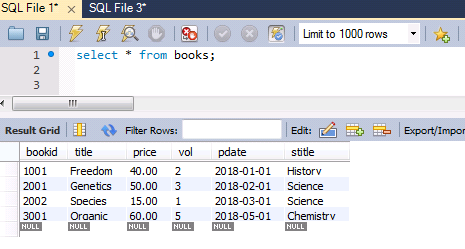 SQL File 1* SQL File 3*
Limit to 1000 rows
1 select * from books;
2
3
Result Grid Filter Rows: Edit: Export/Impor
bookid title price vol pdate stitle
1001 Freedom 40.00 2 2018-01-01 History
2001 Genetics 50.00 3 2018-02-01 Science
2002 Species 15.00 1 2018-03-01 Science
3001 Organic 60.00 5 2018-05-01 Chemistry
NULL NULL NULL NULL NULL NULL